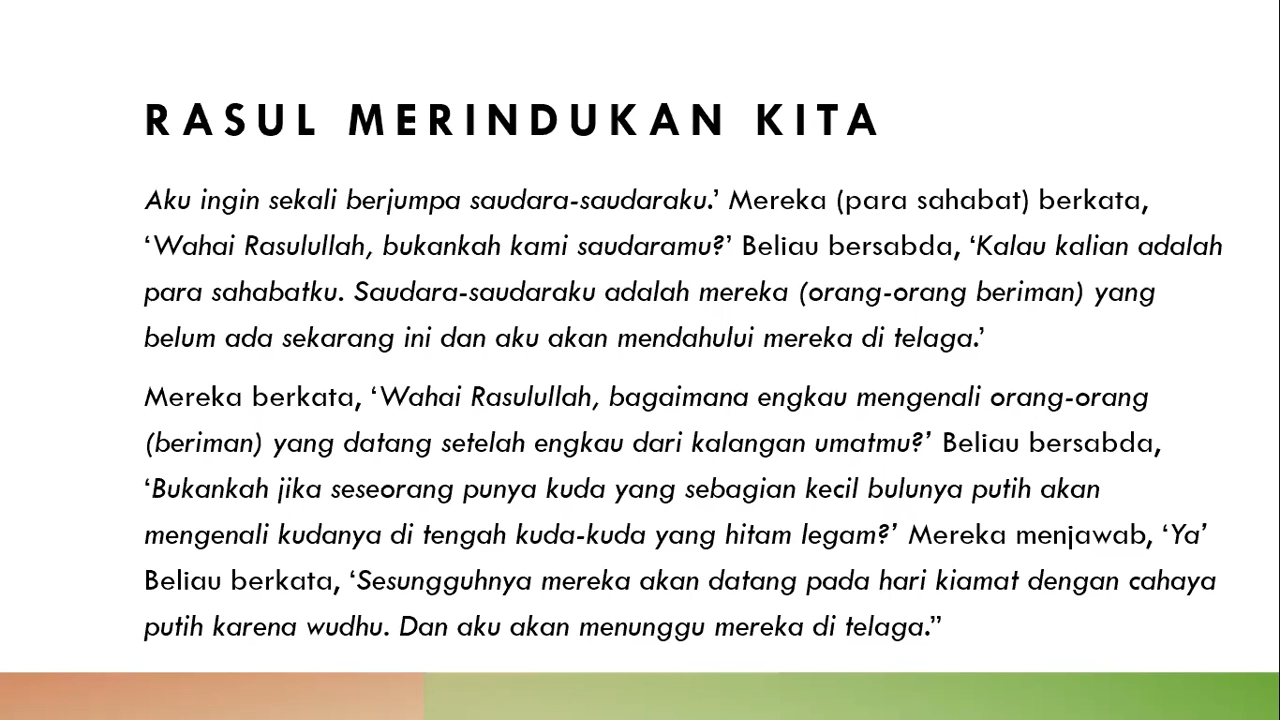 RASUL MERINDUKAN KITA
Aku ingin sekali berjumpa saudara-saudaraku.’ Mereka (para sahabat) berkata,
‘Wahai Rasulullah, bukankah kami saudaramu?’ Beliau bersabda, ‘Kalau kalian adalah
para sahabatku. Saudara-saudaraku adalah mereka (orang-orang beriman) yang
belum ada sekarang ini dan aku akan mendahului mereka di telaga.’
Mereka berkata, ‘Wahai Rasulullah, bagaimana engkau mengenali orang-orang
(beriman) yang datang setelah engkau dari kalangan umatmu?’ Beliau bersabda,
‘Bukankah jika seseorang punya kuda yang sebagian kecil bulunya putih akan
mengenali kudanya di tengah kuda-kuda yang hitam legam?’ Mereka menjawab, ‘Ya’
Beliau berkata, ‘Sesungguhnya mereka akan datang pada hari kiamat dengan cahaya
putih karena wudhu. Dan aku akan menunggu mereka di telaga.”